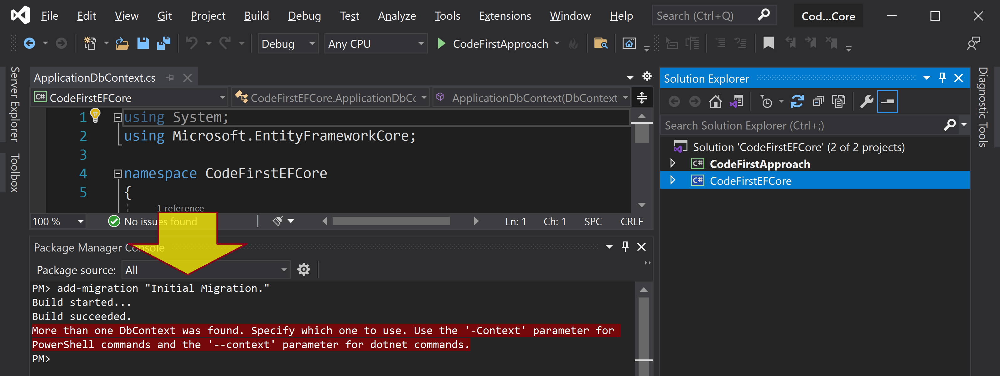 File Edit View Git Project Build Debug Test Analyze Tools Extensions Window Help Search (Ctrl+Q) Cod...Core
Debug Any CPU CodeFirstApproach
Server Explorer
Toolbox
ApplicationDbContext.cs
C# CodeFirstEFCore CodeFirstEFCore.ApplicationDbCo ApplicationDbContext(DbContext
1 using System;
2 using Microsoft.EntityFrameworkCore;
3
4 namespace CodeFirstEFCore
5 {
1 reference
100 % No issues found Ln: 1 Ch: 1 SPC CRLF
Package Manager Console
Package source: All
PM> add-migration "Initial Migration."
Build started...
Build succeeded.
More than one DbContext was found. Specify which one to use. Use the '-Context' parameter for
PowerShell commands and the '--context' parameter for dotnet commands.
PM>
Solution Explorer
Search Solution Explorer (Ctrl+;)
Solution 'CodeFirstEFCore' (2 of 2 projects)
C# CodeFirstApproach
C# CodeFirstEFCore
Diagnostic Tools